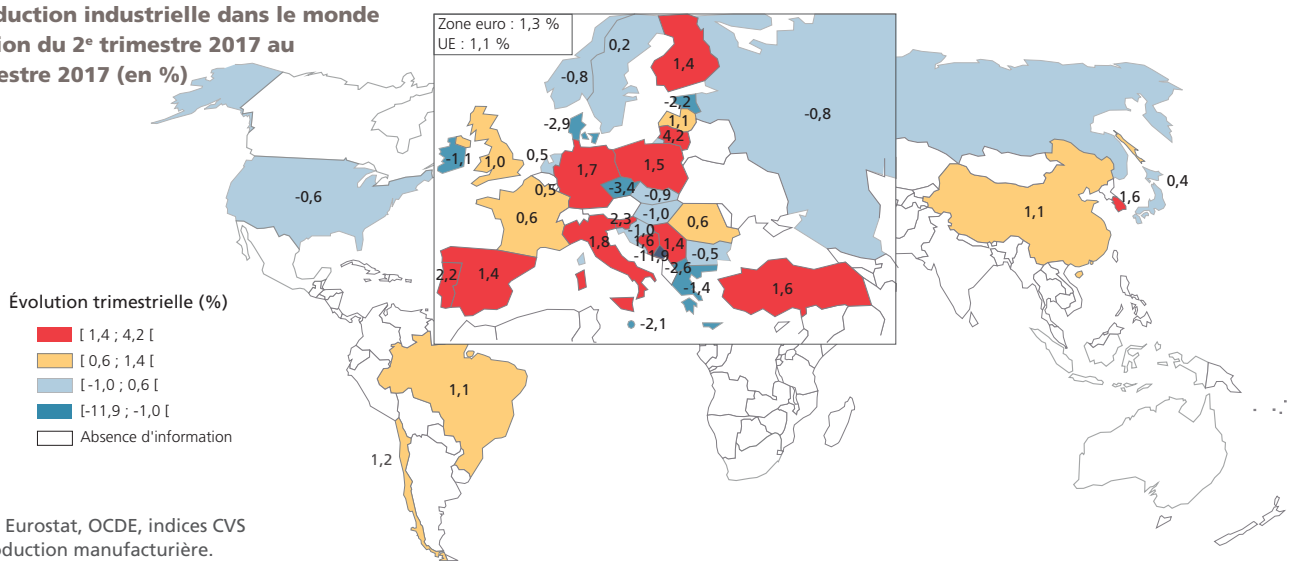 duction industrielle dans le monde
ion du 2e trimestre 2017 au
estre 2017 (en %)
Zone euro : 1,3 %
UE : 1,1 %
0,2
-0,8
1,4
-2,2
1,1
4,2
-2,9
-0,8
-1,1
1,0
0,5
1,7
1,5
0,5
-3,4
-0,9
0,6
-1,0
0,6
2,3
-1,0
1,8
1,6
1,4
-0,5
-11,9
-2,6
-1,4
2,2
1,4
1,6
-2,1
-0,6
1,1
1,6
0,4
1,1
1,2
Évolution trimestrielle (%)
[ 1,4 ; 4,2 [
[ 0,6 ; 1,4 [
[ -1,0 ; 0,6 [
[-11,9 ; -1,0 [
Absence d'information
Eurostat, OCDE, indices CVS
oduction manufacturière.